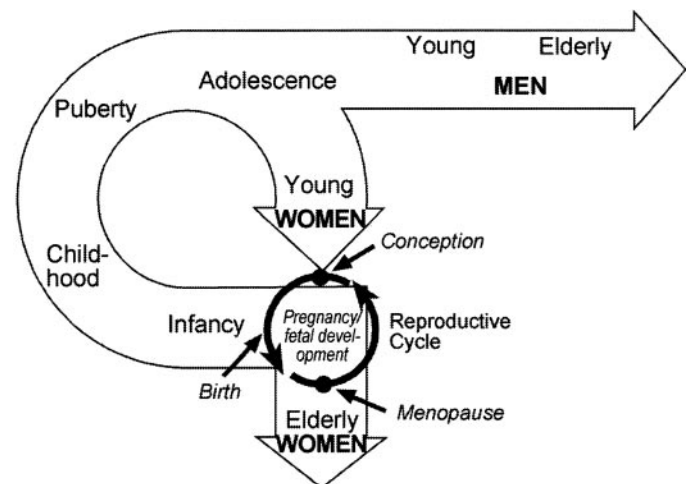 Young Elderly
MEN
Adolescence
Puberty
Young
WOMEN
Conception
Child-
hood
Infancy
Pregnancy/
fetal devel-
opment
Reproductive
Cycle
Birth
Menopause
Elderly
WOMEN